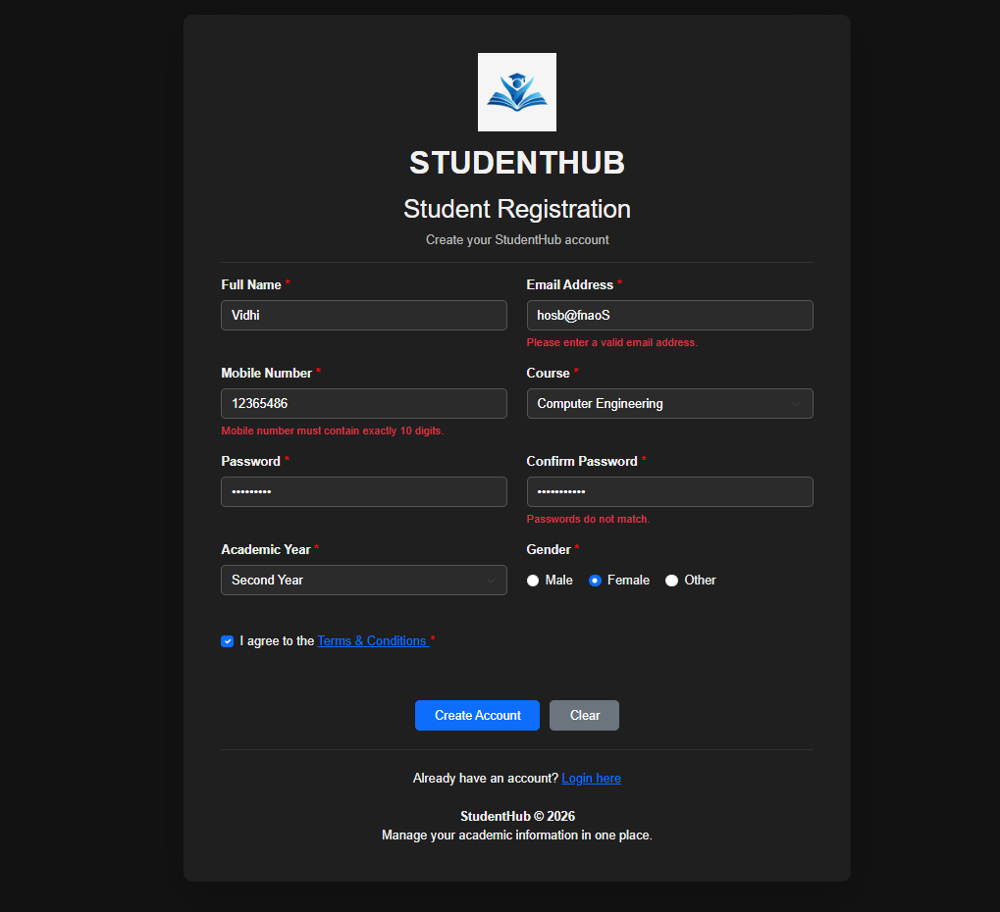 STUDENTHUB
Student Registration
Create your StudentHub account
Full Name *
Email Address *
Vidhi
hosb@fnaoS
Please enter a valid email address.
Mobile Number *
Course *
12365486
Computer Engineering
Mobile number must contain exactly 10 digits.
Password *
Confirm Password *
•••••••••
•••••••••••
Passwords do not match.
Academic Year *
Gender *
Second Year
Male Female Other
I agree to the Terms & Conditions *
Create Account Clear
Already have an account? Login here
StudentHub © 2026
Manage your academic information in one place.